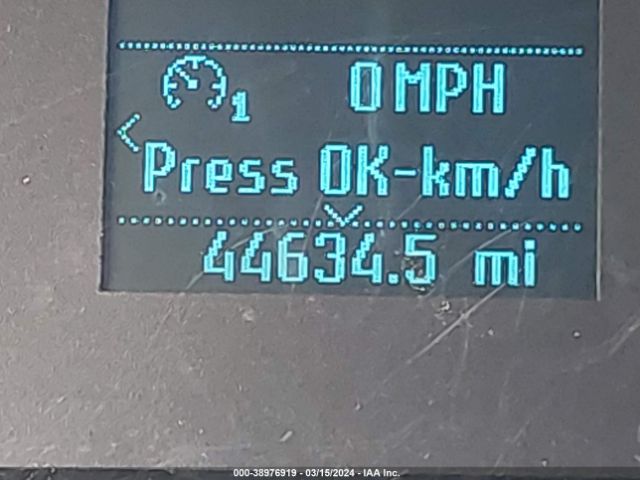 1 0 MPH
Press OK-km/h
44634.5 mi
000-38976919 - 03/15/2024 - IAA Inc.